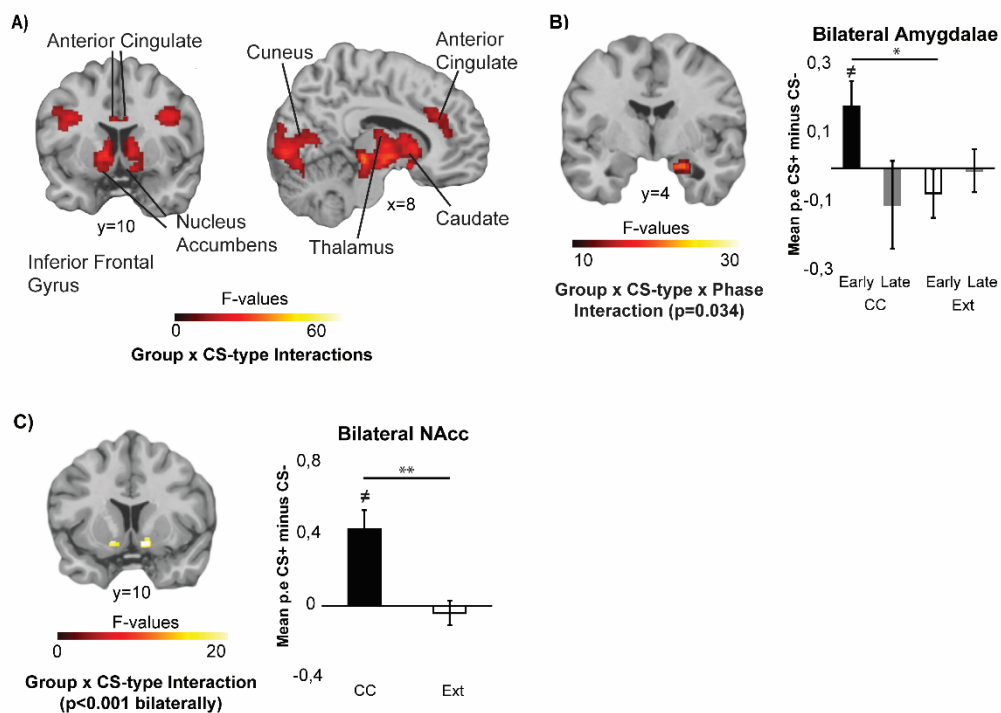 A)
Anterior Cingulate
Cuneus
Anterior
Cingulate
y=10
Nucleus
Accumbens
x=8
Caudate
Thalamus
Inferior Frontal
Gyrus
F-values
0 60
Group x CS-type Interactions
B)
y=4
F-values
10 30
Group x CS-type x Phase
Interaction (p=0.034)
Bilateral Amygdalae
*
≠
Mean p.e CS+ minus CS-
0,3
0,1
-0,1
-0,3
Early Late Early Late
CC Ext
C)
y=10
F-values
0 20
Group x CS-type Interaction
(p<0.001 bilaterally)
Bilateral NAcc
**
≠
Mean p.e CS+ minus CS-
0,8
0,4
0
-0,4
CC Ext